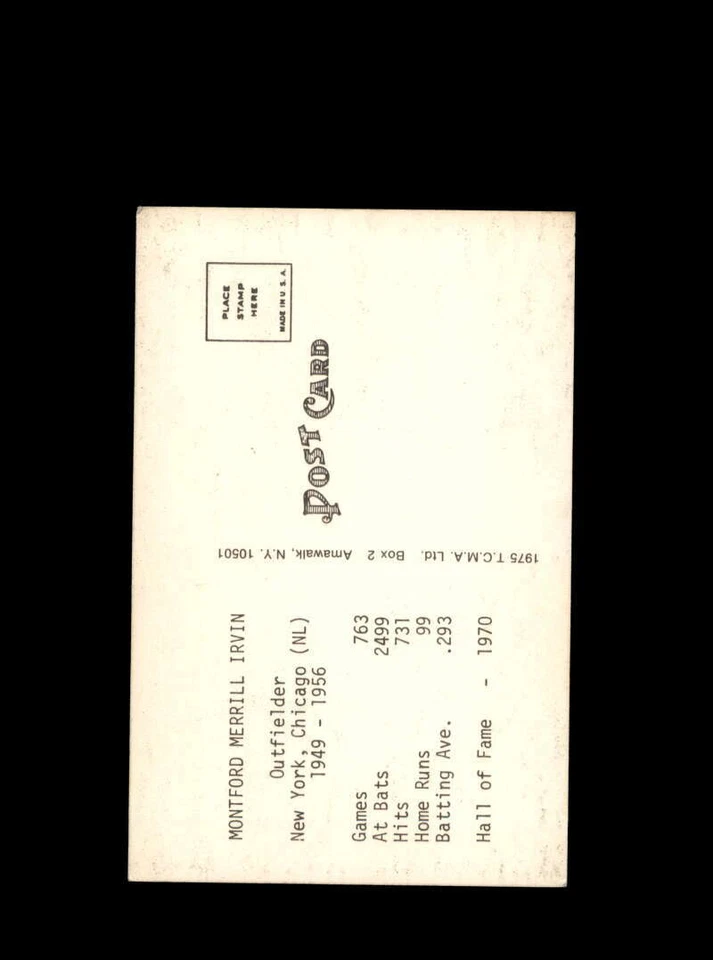 MONTFORD MERRILL IRVIN
Outfielder
New York, Chicago (NL)
1949 - 1956
Games 763
At Bats 2499
Hits 731
Home Runs 99
Batting Ave. .293
Hall of Fame - 1970
1975 T.C.M.A. Ltd. Box 2 Amawalk, N.Y. 10501
POST CARD
PLACE
STAMP
HERE
MADE IN U.S.A.